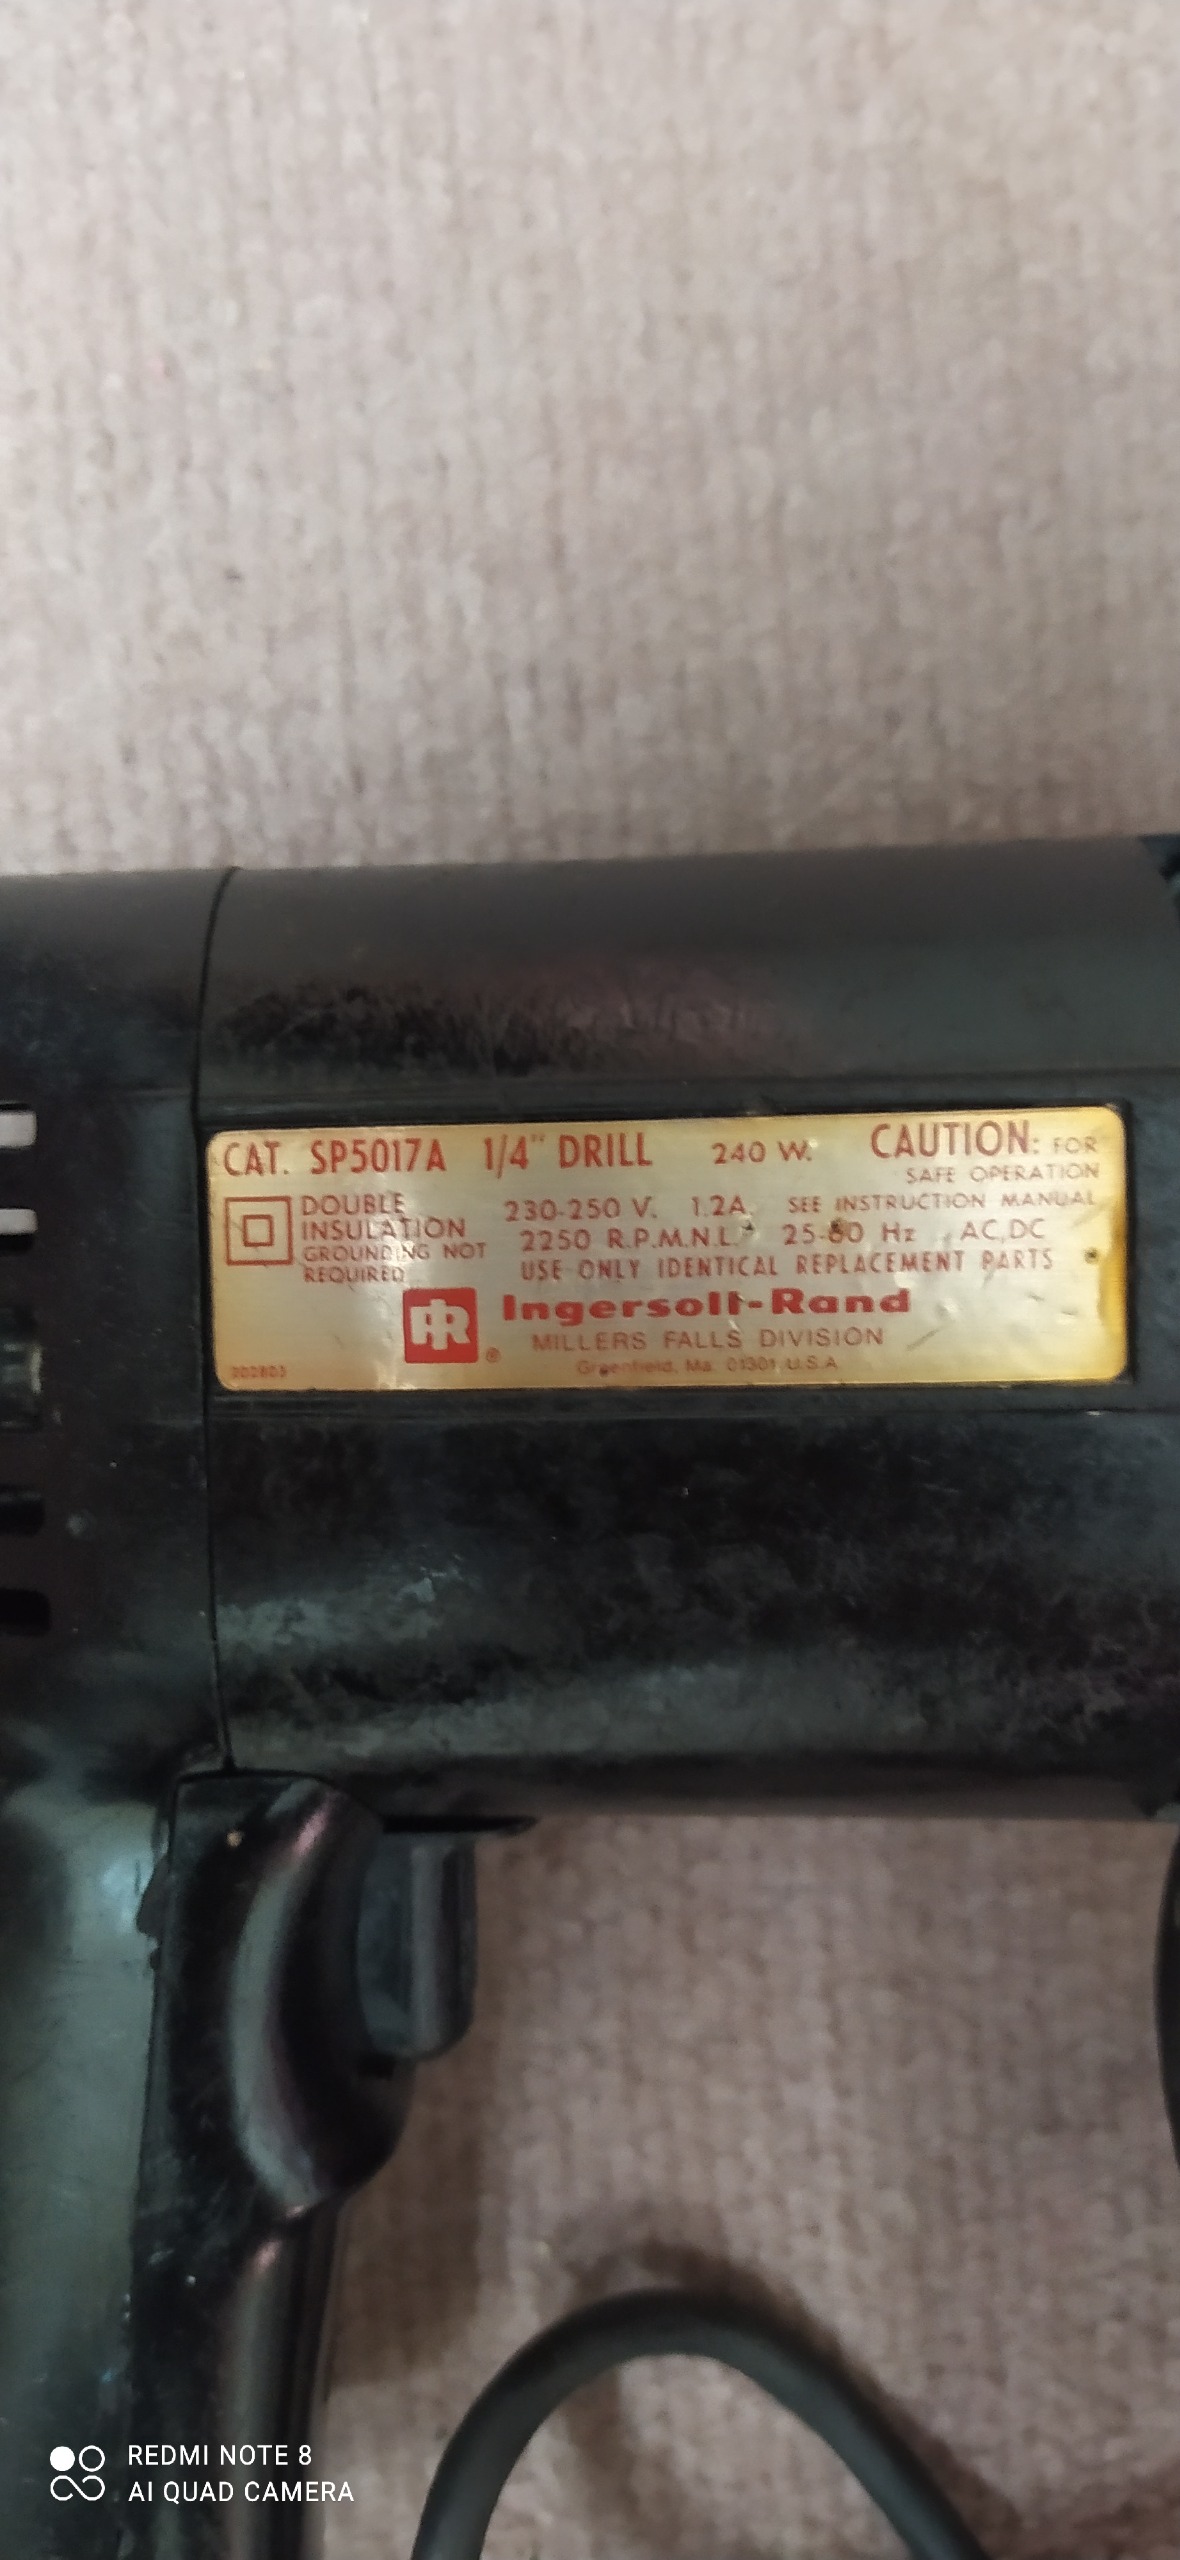 CAT. SP5017A 1/4" DRILL 240 W. CAUTION: FOR
SAFE OPERATION
DOUBLE 230-250 V. 1.2A. SEE INSTRUCTION MANUAL
INSULATION 2250 R.P.M.N.L. 25-60 Hz AC,DC
GROUNDING NOT USE ONLY IDENTICAL REPLACEMENT PARTS
REQUIRED
IR Ingersoll-Rand
® MILLERS FALLS DIVISION
Greenfield, Ma. 01301, U.S.A.
REDMI NOTE 8
AI QUAD CAMERA